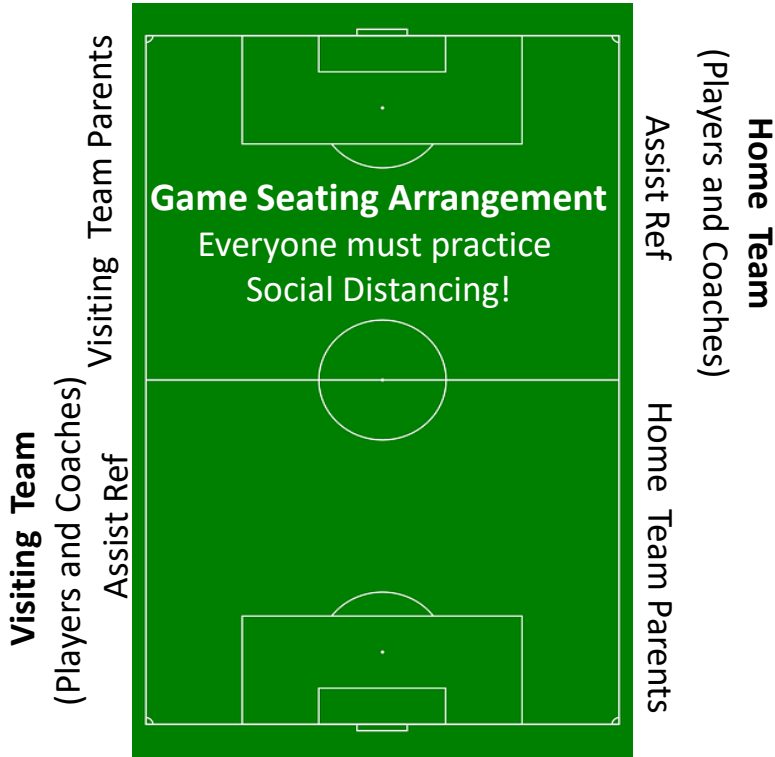 Game Seating Arrangement
Everyone must practice
Social Distancing!
Visiting Team Parents
Visiting Team
(Players and Coaches)
Assist Ref
Home Team
(Players and Coaches)
Assist Ref
Home Team Parents